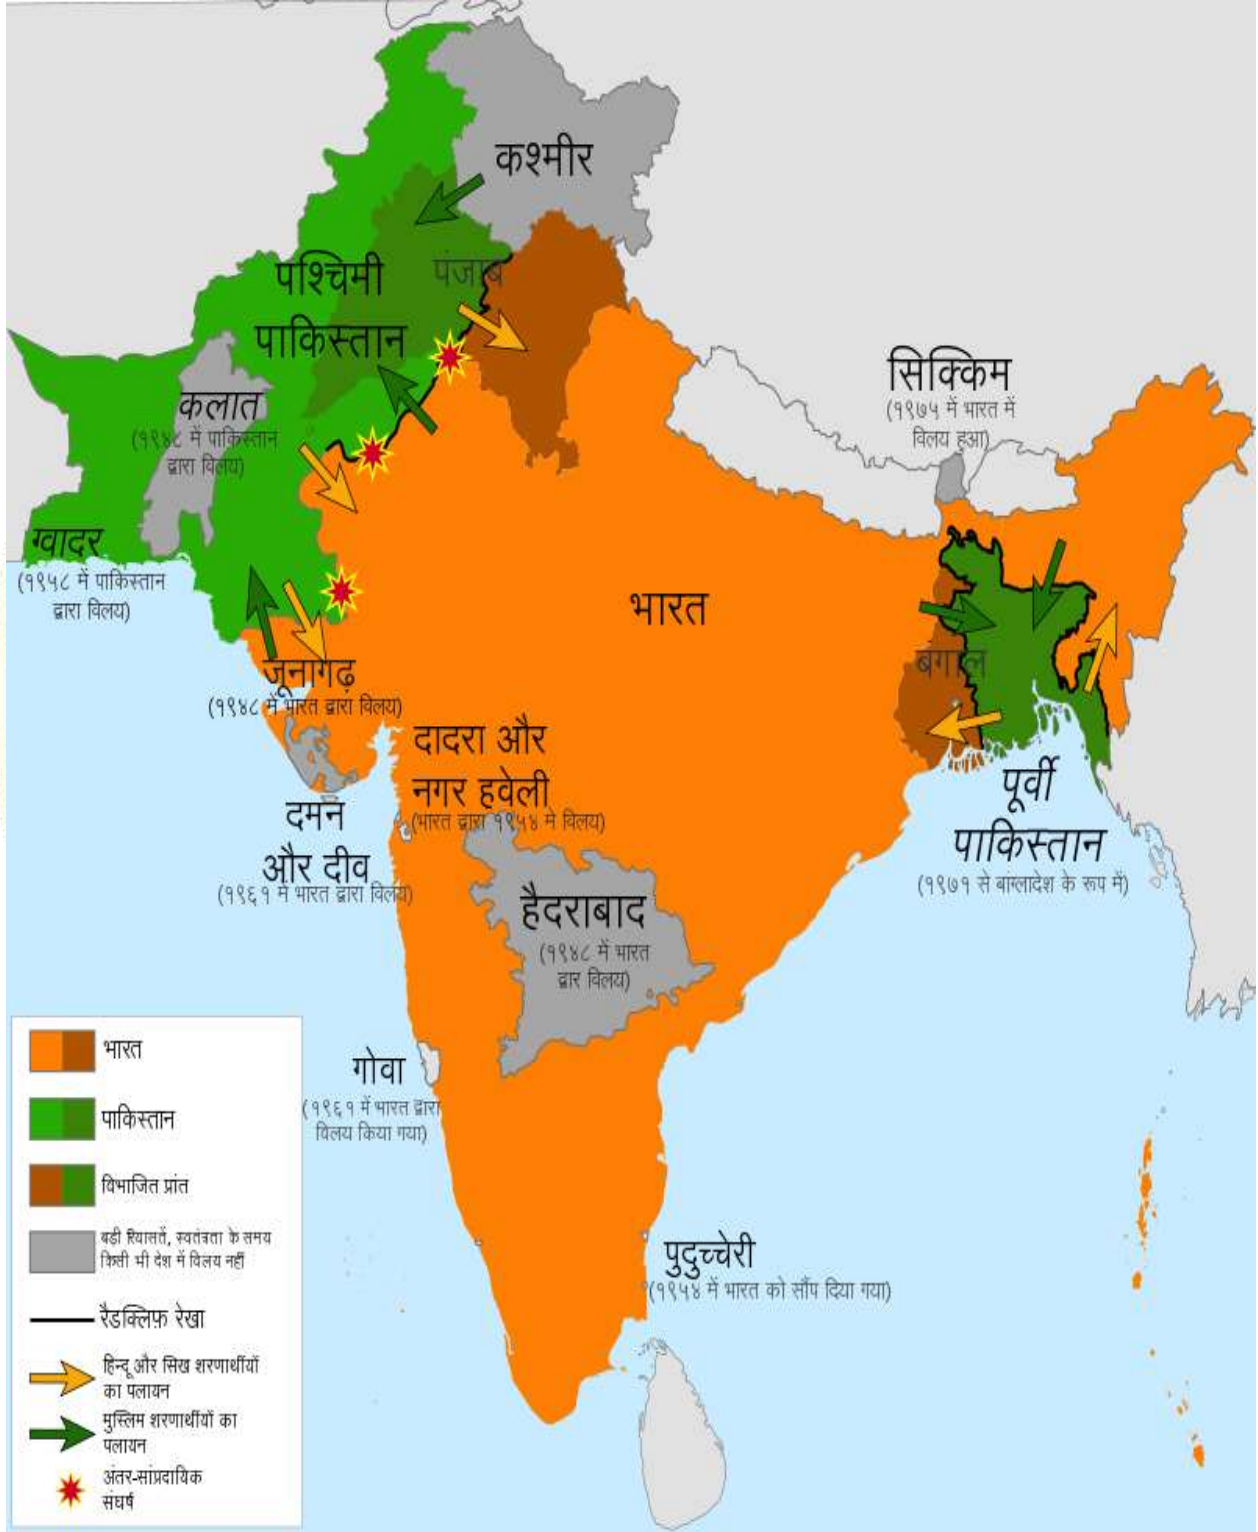 कश्मीर
पश्चिमी
पाकिस्तान
पंजाब
कलात
(१९४८ में पाकिस्तान
द्वारा विलय)
ग्वादर
(१९५८ में पाकिस्तान
द्वारा विलय)
सिक्किम
(१९७५ में भारत में
विलय हुआ)
भारत
बंगाल
जूनागढ़
(१९४८ में भारत द्वारा विलय)
दादरा और
नगर हवेली
(भारत द्वारा १९५४ मे विलय)
दमन
और दीव
(१९६१ में भारत द्वारा विलय)
पूर्वी
पाकिस्तान
(१९७१ से बांग्लादेश के रूप में)
हैदराबाद
(१९४८ में भारत
द्वार विलय)
गोवा
(१९६१ में भारत द्वारा
विलय किया गया)
पुदुच्चेरी
(१९५४ में भारत को सौंप दिया गया)
भारत
पाकिस्तान
विभाजित प्रांत
बड़ी रियासतें, स्वतंत्रता के समय
किसी भी देश में विलय नहीं
रैडक्लिफ़ रेखा
हिन्दू और सिख शरणार्थीयों
का पलायन
मुस्लिम शरणार्थीयों का
पलायन
अंतर-सांप्रदायिक
संघर्ष